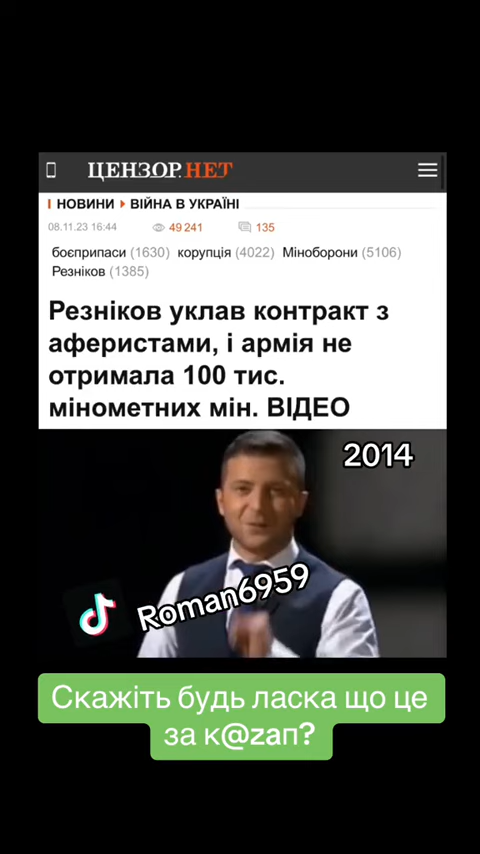 ЦЕНЗОР.НЕТ
НОВИНИ ▸ ВІЙНА В УКРАЇНІ
08.11.23 16:44 49 241 135
боєприпаси (1630) корупція (4022) Міноборони (5106)
Резніков (1385)
Резніков уклав контракт з
аферистами, і армія не
отримала 100 тис.
мінометних мін. ВІДЕО
2014
Roman6959
Скажіть будь ласка що це
за к@zап?